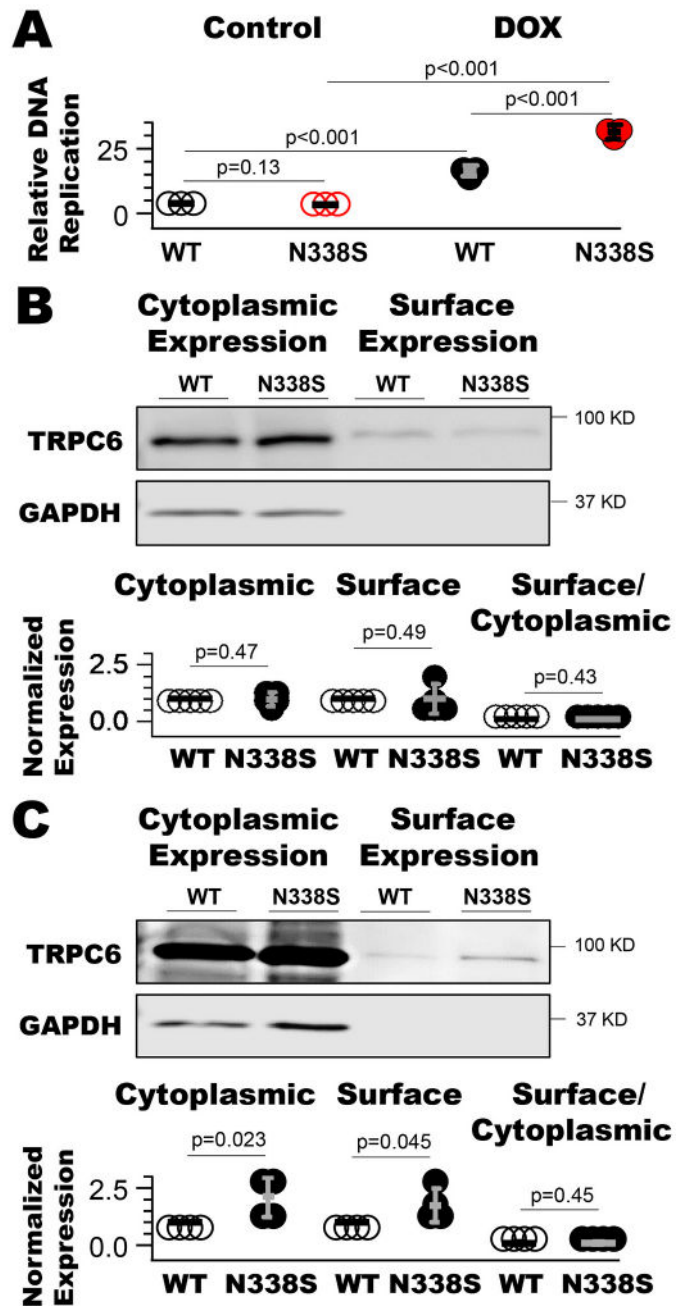 A
Control DOX
p<0.001
p<0.001
p<0.001
p=0.13
Relative DNA
Replication
25
0
WT N338S WT N338S
B
Cytoplasmic Surface
Expression Expression
WT N338S WT N338S
TRPC6
100 KD
GAPDH
37 KD
Cytoplasmic Surface Surface/
Cytoplasmic
Normalized
Expression
2.5
0.0
p=0.47
p=0.49
p=0.43
WT N338S WT N338S WT N338S
C
Cytoplasmic Surface
Expression Expression
WT N338S WT N338S
TRPC6
100 KD
GAPDH
37 KD
Cytoplasmic Surface Surface/
Cytoplasmic
Normalized
Expression
2.5
0.0
p=0.023
p=0.045
p=0.45
WT N338S WT N338S WT N338S